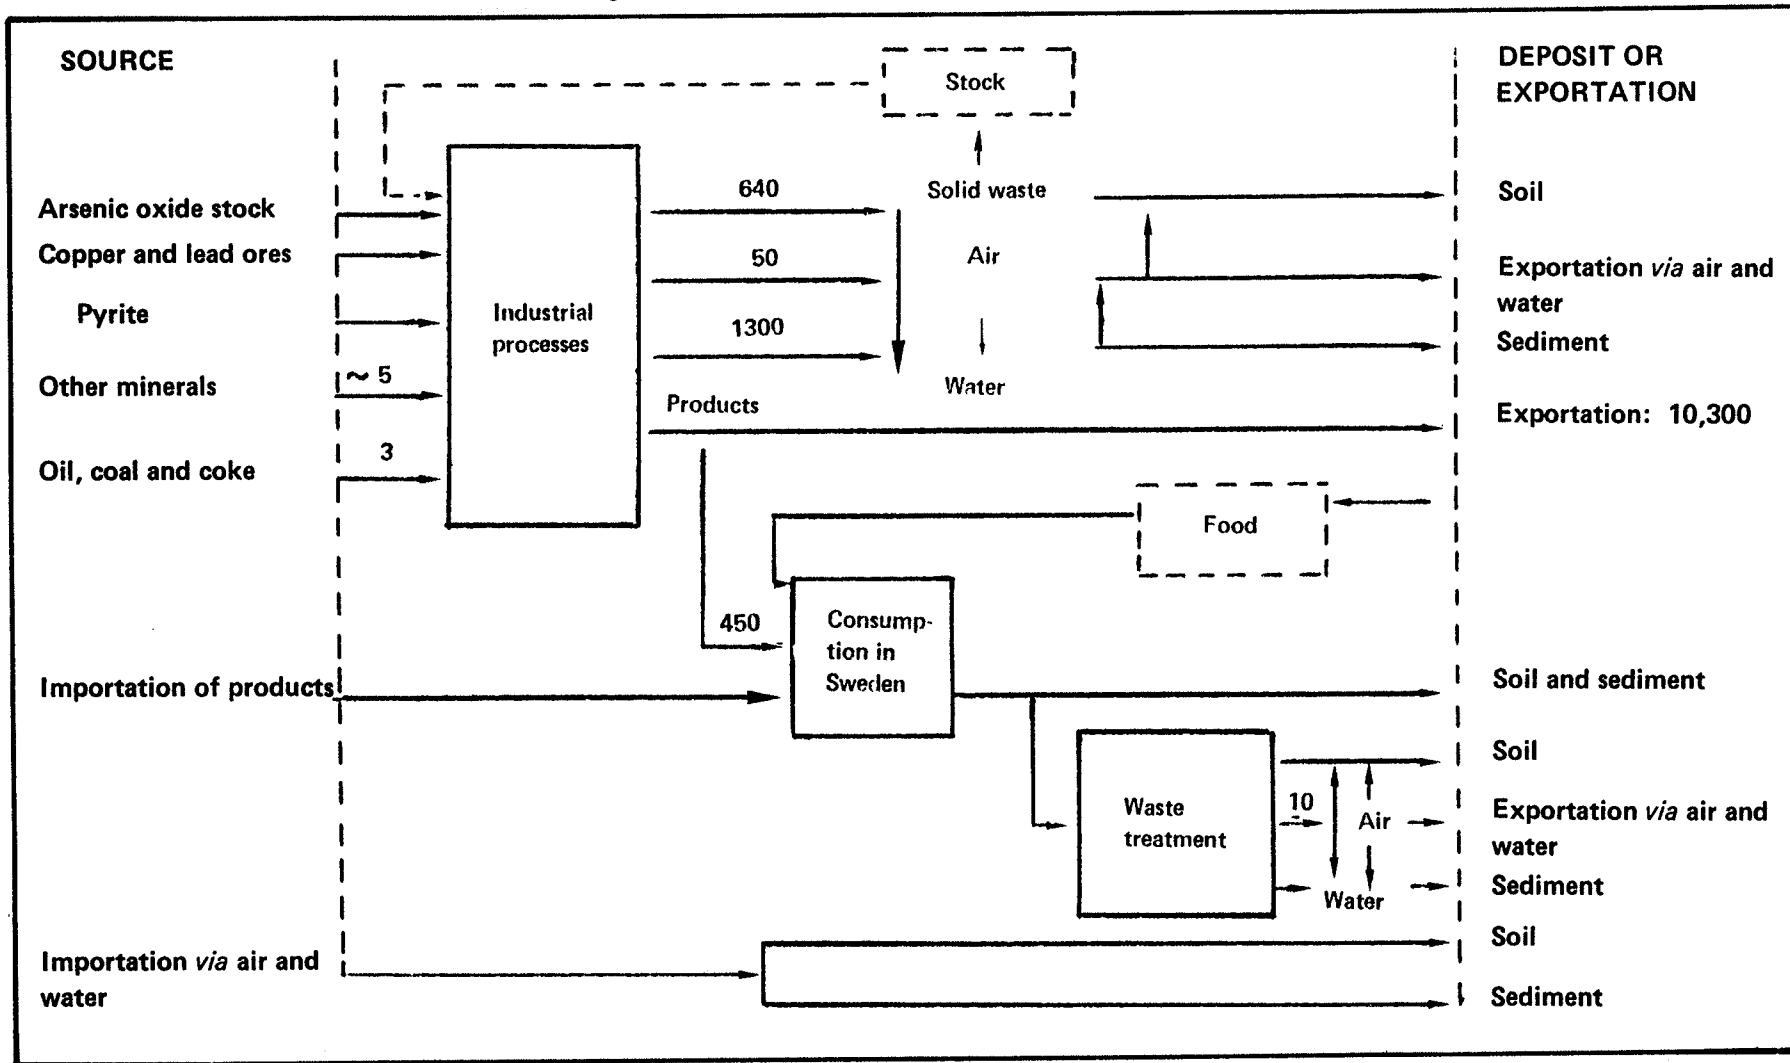 SOURCE
DEPOSIT OR
EXPORTATION
Stock
Arsenic oxide stock
Copper and lead ores
Pyrite
Other minerals
~ 5
Oil, coal and coke
3
Industrial
processes
640
50
1300
Products
Solid waste
Air
Water
Soil
Exportation via air and
water
Sediment
Exportation: 10,300
Food
450
Consump-
tion in
Sweden
Importation of products
Soil and sediment
Waste
treatment
10
Air
Water
Soil
Exportation via air and
water
Sediment
Importation via air and
water
Soil
Sediment